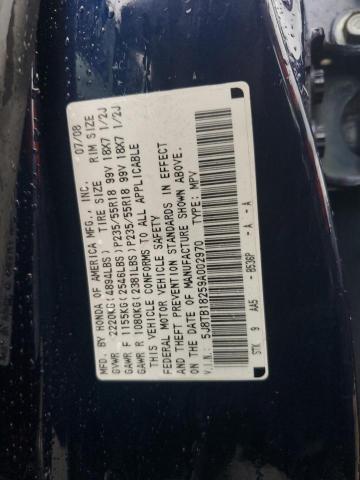 MFD. BY HONDA OF AMERICA MFG., INC. 07/08
TIRE SIZE RIM SIZE
GVWR 2220KG(4894LBS)
GAWR F 1155KG(2546LBS)P235/55R18 99V 18X7 1/2J
GAWR R 1080KG(2381LBS)P235/55R18 99V 18X7 1/2J
THIS VEHICLE CONFORMS TO ALL APPLICABLE
FEDERAL MOTOR VEHICLE SAFETY
AND THEFT PREVENTION STANDARDS IN EFFECT
ON THE DATE OF MANUFACTURE SHOWN ABOVE.
V.I.N.: 5J8TB18259A002970 TYPE: MPV
STK 9 AA5 - B536P - A - A